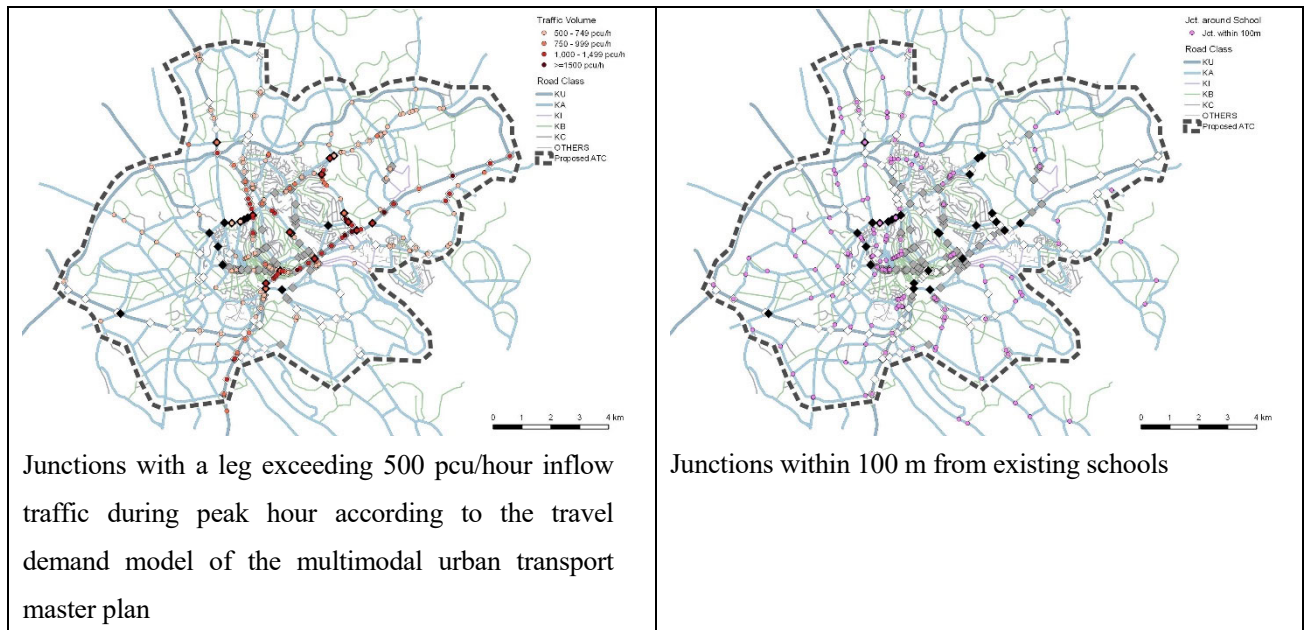 Traffic Volume
500 - 749 pcu/h
750 - 999 pcu/h
1,000 - 1,499 pcu/h
>=1500 pcu/h
Road Class
KU
KA
KI
KB
KC
OTHERS
Proposed ATC
0 1 2 3 4 km
Junctions with a leg exceeding 500 pcu/hour inflow
traffic during peak hour according to the travel
demand model of the multimodal urban transport
master plan
Jct. around School
Jct. within 100m
Road Class
KU
KA
KI
KB
KC
OTHERS
Proposed ATC
0 1 2 3 4 km
Junctions within 100 m from existing schools